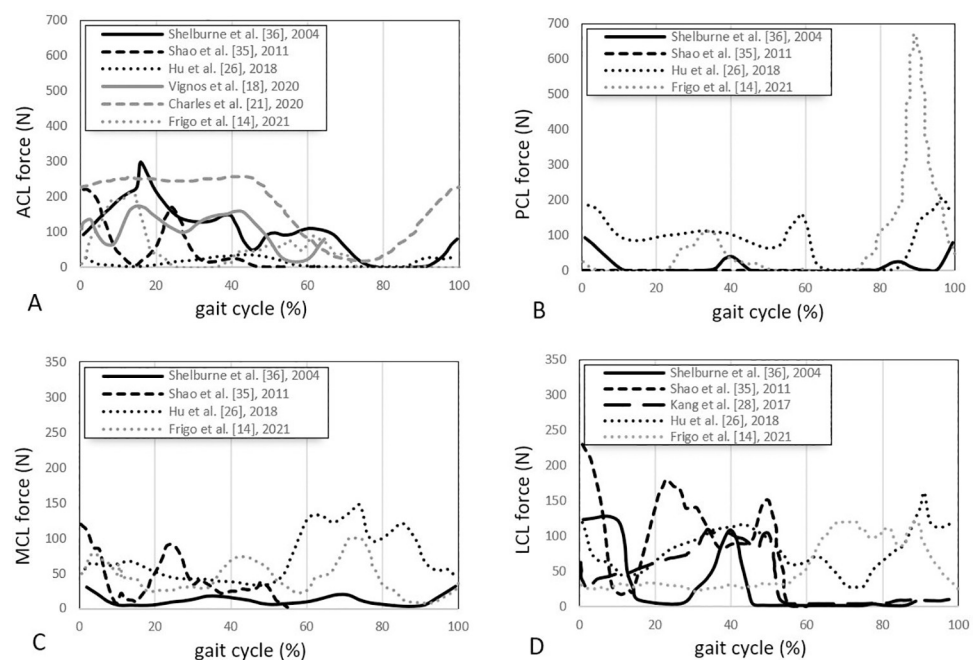 700
600
500
400
300
200
100
0
ACL force (N)
Shelburne et al. [36], 2004
Shao et al. [35], 2011
Hu et al. [26], 2018
Vignos et al. [18], 2020
Charles et al. [21], 2020
Frigo et al. [14], 2021
0 20 40 60 80 100
gait cycle (%)
A
700
600
500
400
300
200
100
0
PCL force (N)
Shelburne et al. [36], 2004
Shao et al. [35], 2011
Hu et al. [26], 2018
Frigo et al. [14], 2021
0 20 40 60 80 100
gait cycle (%)
B
350
300
250
200
150
100
50
0
MCL force (N)
Shelburne et al. [36], 2004
Shao et al. [35], 2011
Hu et al. [26], 2018
Frigo et al. [14], 2021
0 20 40 60 80 100
gait cycle (%)
C
350
300
250
200
150
100
50
0
LCL force (N)
Shelburne et al. [36], 2004
Shao et al. [35], 2011
Kang et al. [28], 2017
Hu et al. [26], 2018
Frigo et al. [14], 2021
0 20 40 60 80 100
gait cycle (%)
D